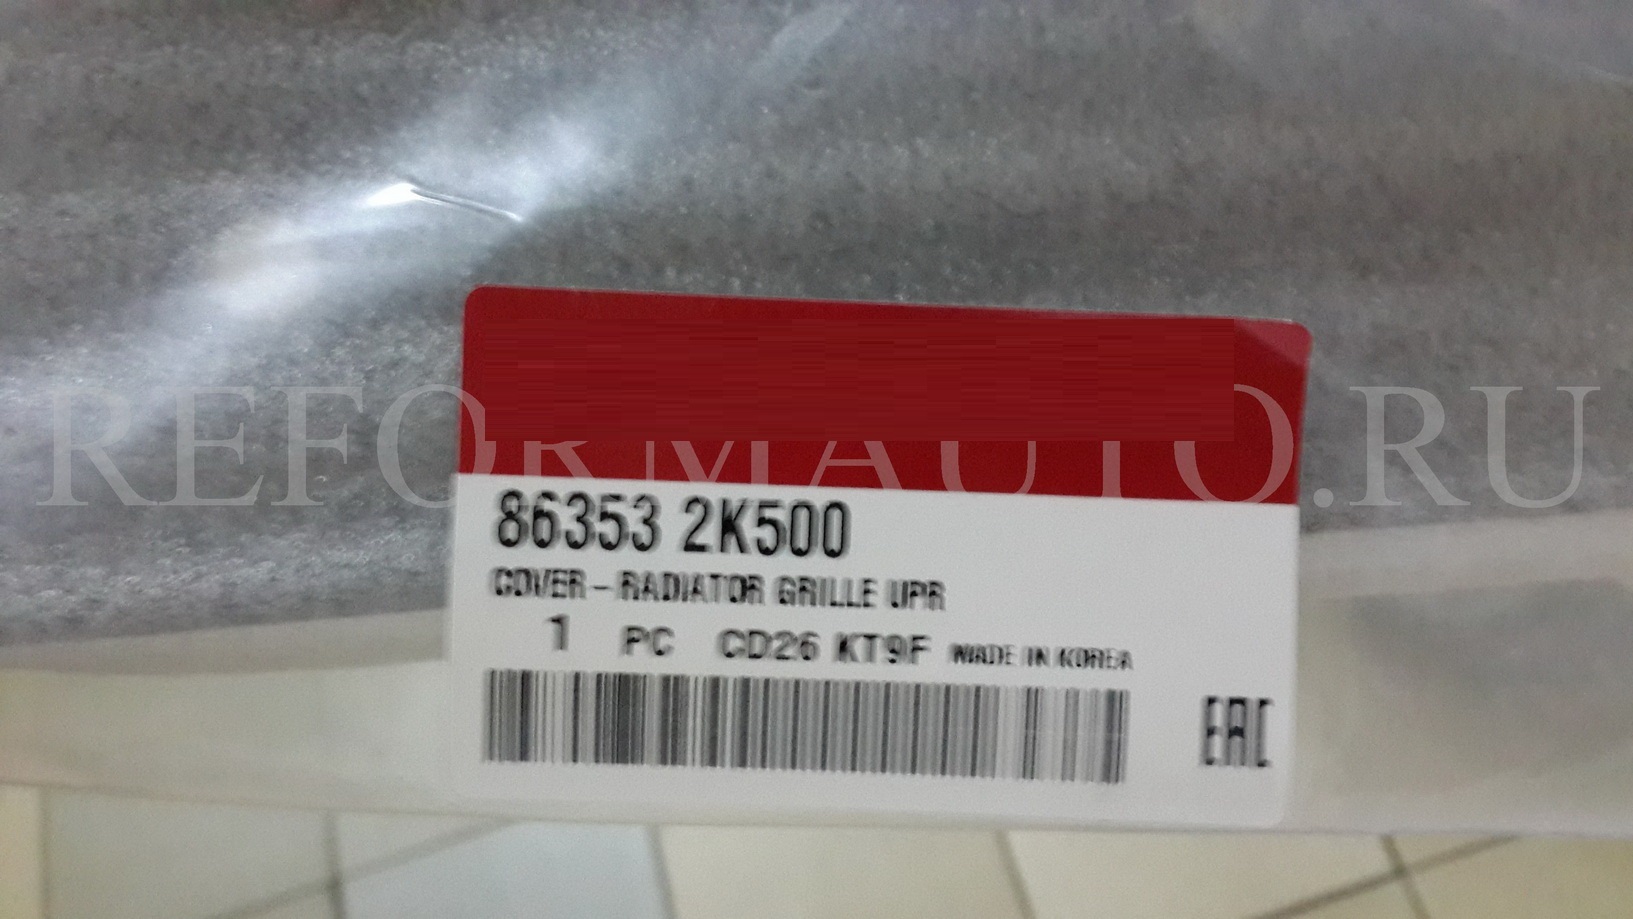 REFORMAUTO.RU
86353 2K500
COVER - RADIATOR GRILLE UPR
1 PC CD26 KT9F MADE IN KOREA
EAC